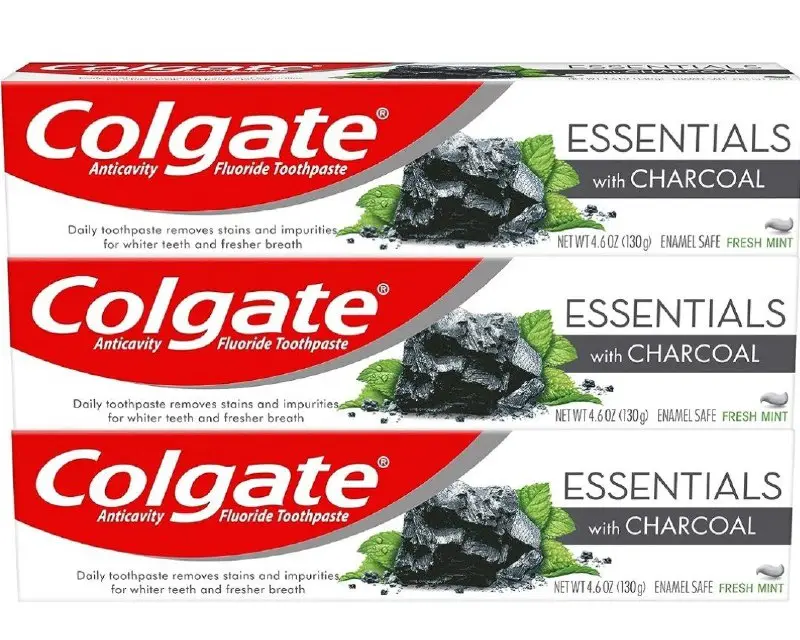 with CHARCOAL
Colgate®
Anticavity Fluoride Toothpaste
ESSENTIALS
with CHARCOAL
Daily toothpaste removes stains and impurities
for whiter teeth and fresher breath
NET WT 4.6 OZ (130g) ENAMEL SAFE FRESH MINT
Colgate®
Anticavity Fluoride Toothpaste
ESSENTIALS
with CHARCOAL
Daily toothpaste removes stains and impurities
for whiter teeth and fresher breath
NET WT 4.6 OZ (130g) ENAMEL SAFE FRESH MINT
Colgate®
Anticavity Fluoride Toothpaste
ESSENTIALS
with CHARCOAL
Daily toothpaste removes stains and impurities
for whiter teeth and fresher breath
NET WT 4.6 OZ (130g) ENAMEL SAFE FRESH MINT